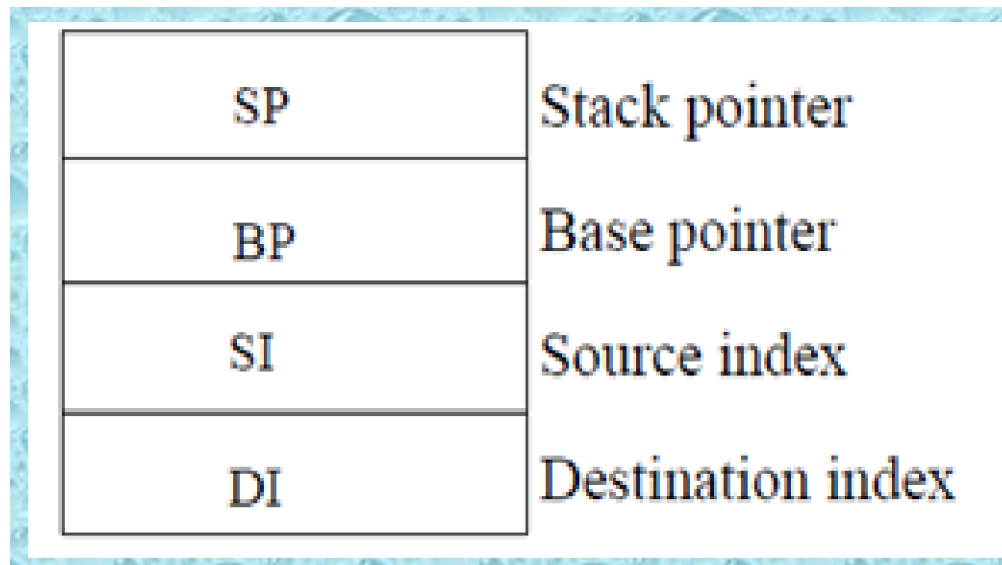 SP Stack pointer
BP Base pointer
SI Source index
DI Destination index